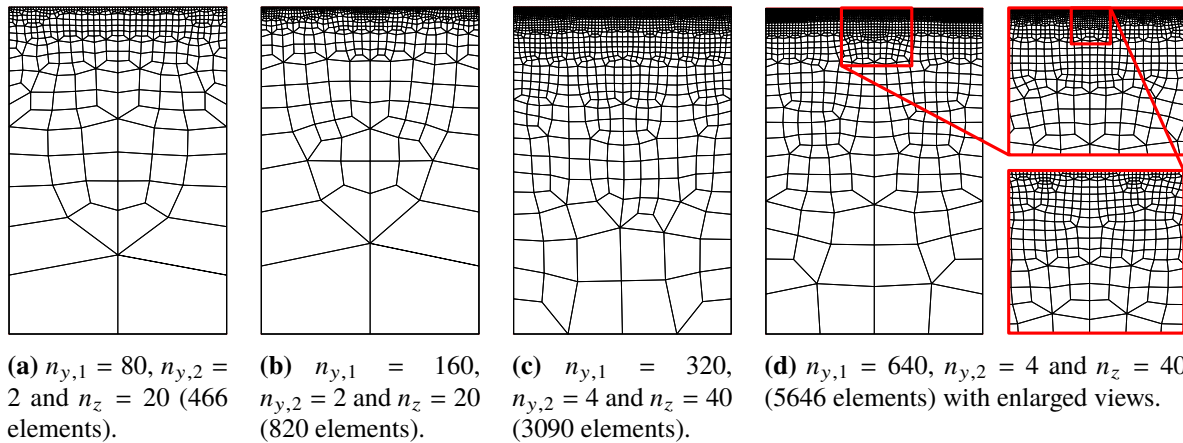 (a) n_{y,1} = 80, n_{y,2} =
2 and n_z = 20 (466
elements).
(b) n_{y,1} = 160,
n_{y,2} = 2 and n_z = 20
(820 elements).
(c) n_{y,1} = 320,
n_{y,2} = 4 and n_z = 40
(3090 elements).
(d) n_{y,1} = 640, n_{y,2} = 4 and n_z = 40
(5646 elements) with enlarged views.